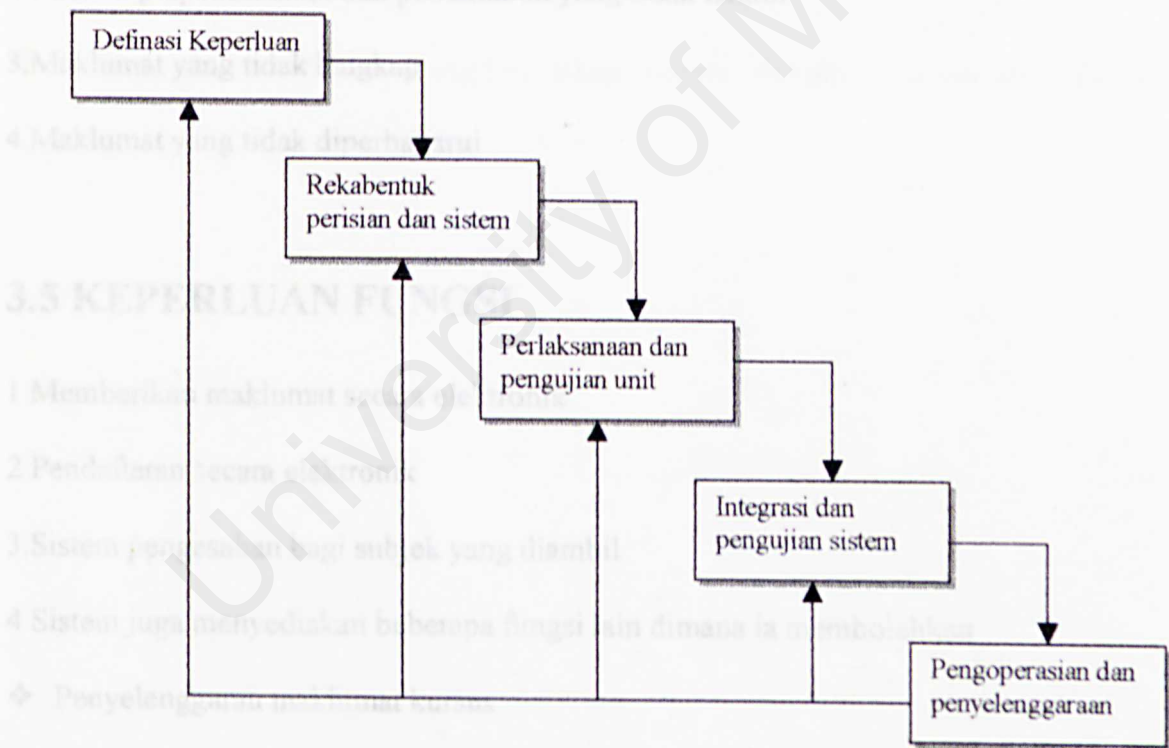 Definasi Keperluan
3.Maklumat yang tidak lengkap
4.Maklumat yang tidak diperbaharui
Rekabentuk
perisian dan sistem
3.5 KEPERLUAN FUNGSI
Perlaksanaan dan
pengujian unit
1.Memberikan maklumat secara elektronik
2.Pendaftaran secara elektronik
Integrasi dan
pengujian sistem
3.Sistem pengesahan bagi subjek yang diambil
4.Sistem juga menyediakan beberapa fungsi lain dimana ia membolehkan
Pengoperasian dan
penyelenggaraan
❖ Penyelenggaraan maklumat kursus
University of M